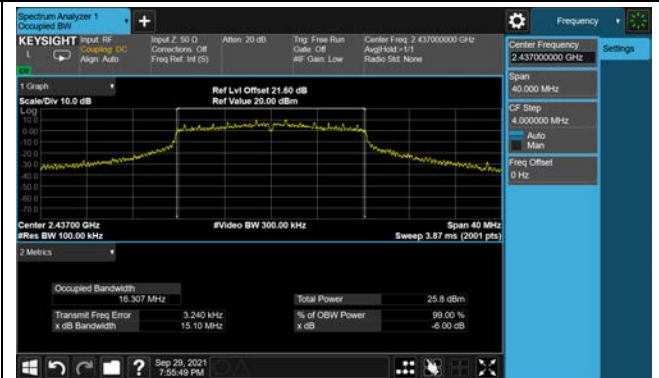 Spectrum Analyzer 1
Occupied BW
+
Frequency
KEYSIGHT
Input: RF
Coupling: DC
Align: Auto
Input Z: 50 Ω
Corrections: Off
Freq Ref: Int (S)
Atten: 20 dB
Trig: Free Run
Gate: Off
#IF Gain: Low
Center Freq: 2.437000000 GHz
Avg|Hold:>1/1
Radio Std: None
Center Frequency
2.437000000 GHz
Settings
Span
40.000 MHz
CF Step
4.000000 MHz
Auto
Man
Freq Offset
0 Hz
1 Graph
Scale/Div 10.0 dB
Ref Lvl Offset 21.60 dB
Ref Value 20.00 dBm
Log
10.0
0.00
-10.0
-20.0
-30.0
-40.0
-50.0
-60.0
-70.0
Center 2.43700 GHz
#Res BW 100.00 kHz
#Video BW 300.00 kHz
Span 40 MHz
Sweep 3.87 ms (2001 pts)
2 Metrics
Occupied Bandwidth
16.307 MHz
Total Power 25.8 dBm
Transmit Freq Error 3.240 kHz
% of OBW Power 99.00 %
x dB Bandwidth 15.10 MHz
x dB -6.00 dB
?
Sep 29, 2021
7:55:49 PM